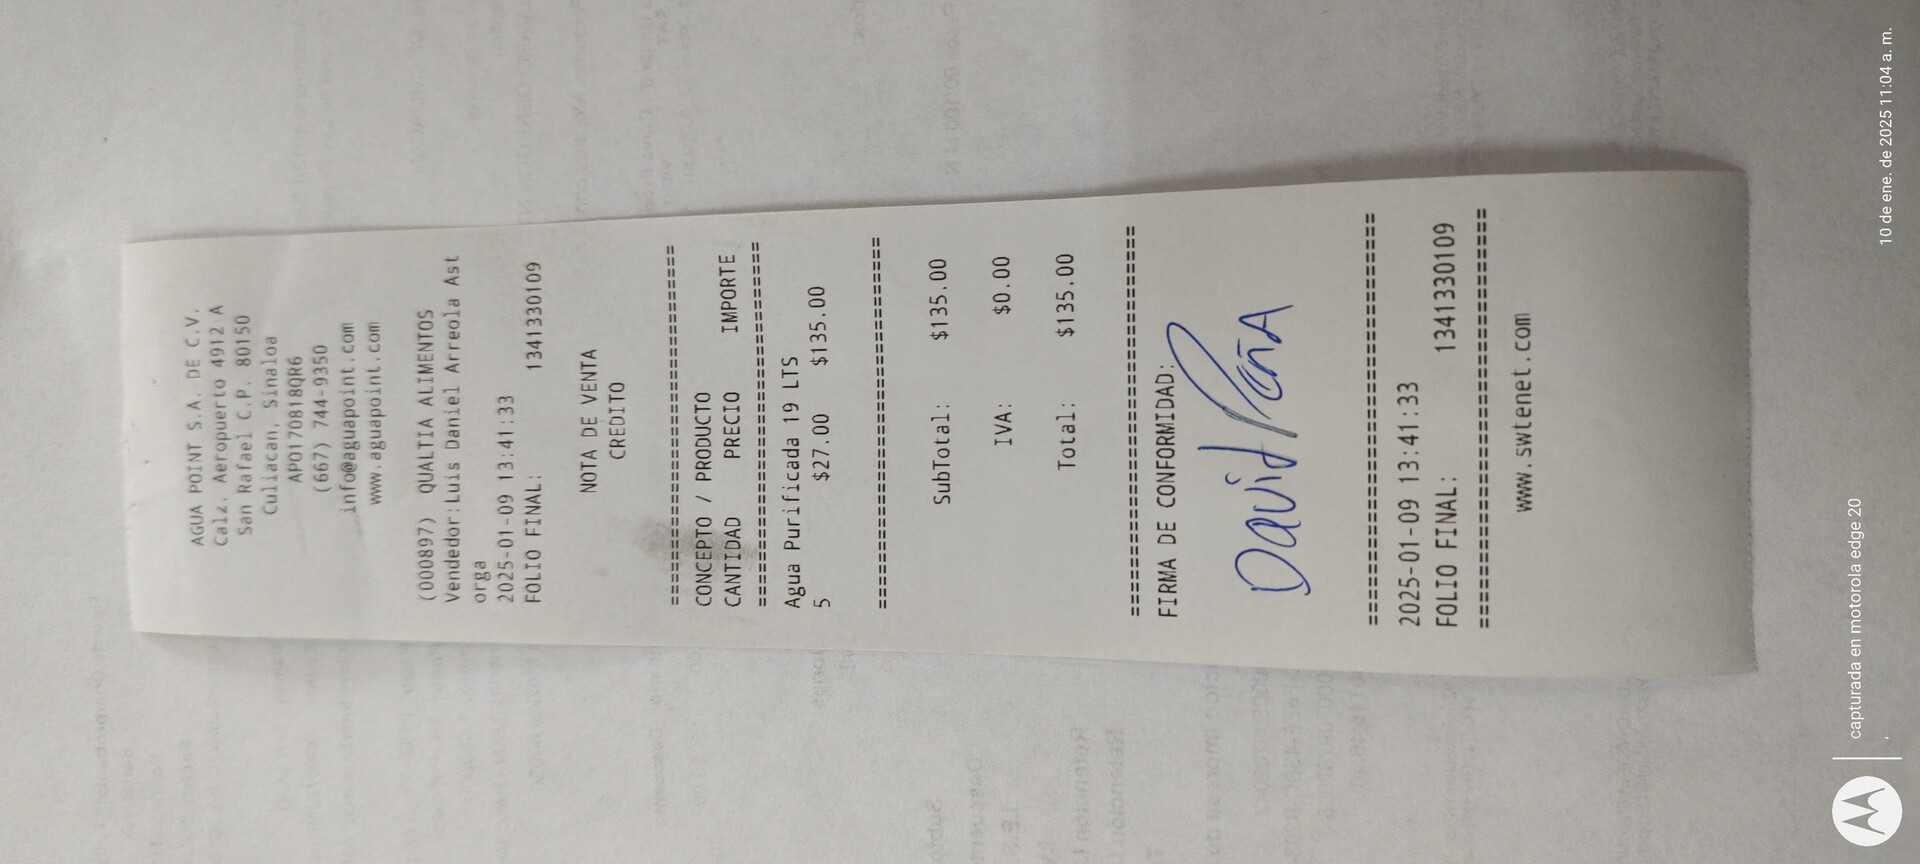 AGUA POINT S.A. DE C.V.
Calz. Aeropuerto 4912 A
San Rafael C.P. 80150
Culiacan, Sinaloa
APO170818QR6
(667) 744-9350
info@aguapoint.com
www.aguapoint.com
(000897) QUALTIA ALIMENTOS
Vendedor:Luis Daniel Arreola Ast
orga
2025-01-09 13:41:33
FOLIO FINAL: 1341330109
NOTA DE VENTA
CREDITO
================================
CONCEPTO / PRODUCTO
CANTIDAD PRECIO IMPORTE
================================
Agua Purificada 19 LTS
5 $27.00 $135.00
================================
SubTotal: $135.00
IVA: $0.00
Total: $135.00
================================
FIRMA DE CONFORMIDAD:
David Peña
================================
2025-01-09 13:41:33
FOLIO FINAL: 1341330109
================================
www.swtenet.com
capturada en motorola edge 20
10 de ene. de 2025 11:04 a. m.